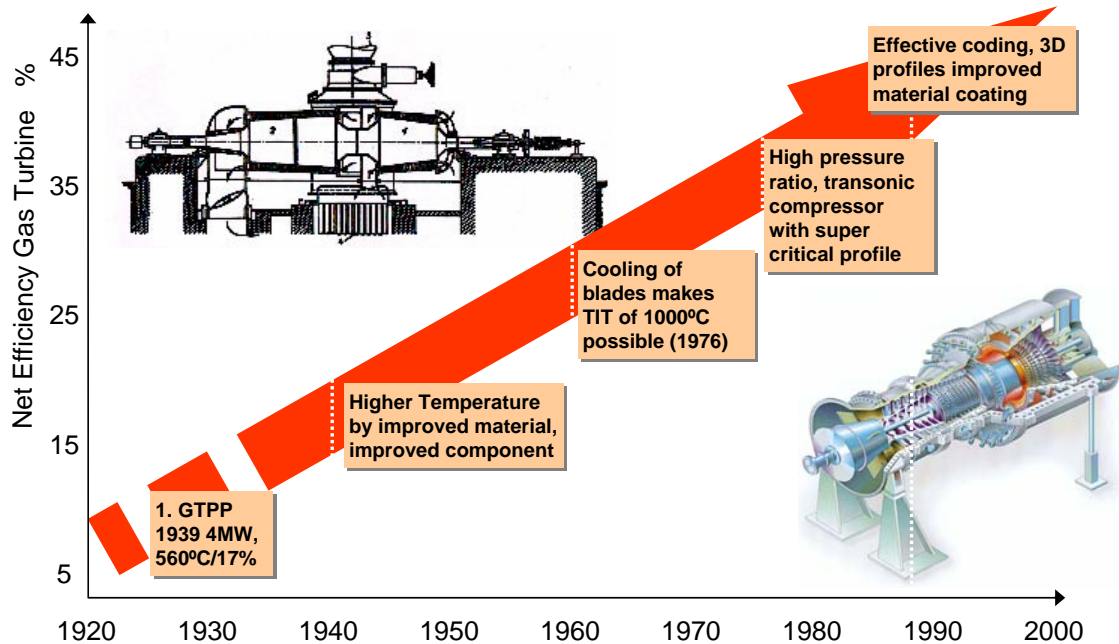 Net Efficiency Gas Turbine %
45
35
25
15
5
1920 1930 1940 1950 1960 1970 1980 1990 2000
1. GTPP
1939 4MW,
560ºC/17%
Higher Temperature
by improved material,
improved component
Cooling of
blades makes
TIT of 1000ºC
possible (1976)
High pressure
ratio, transonic
compressor
with super
critical profile
Effective coding, 3D
profiles improved
material coating